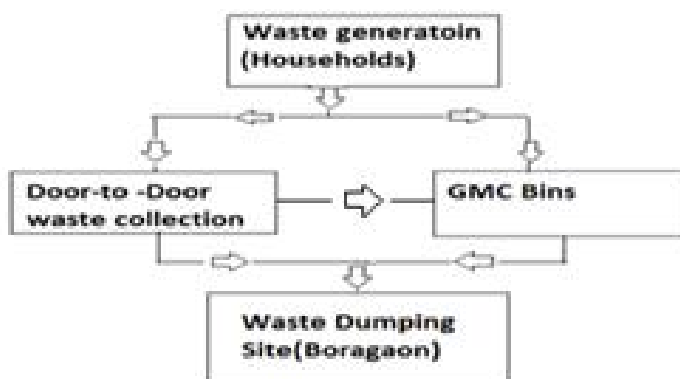 Waste generatoin
(Households)
Door-to -Door
waste collection
GMC Bins
Waste Dumping
Site(Boragaon)